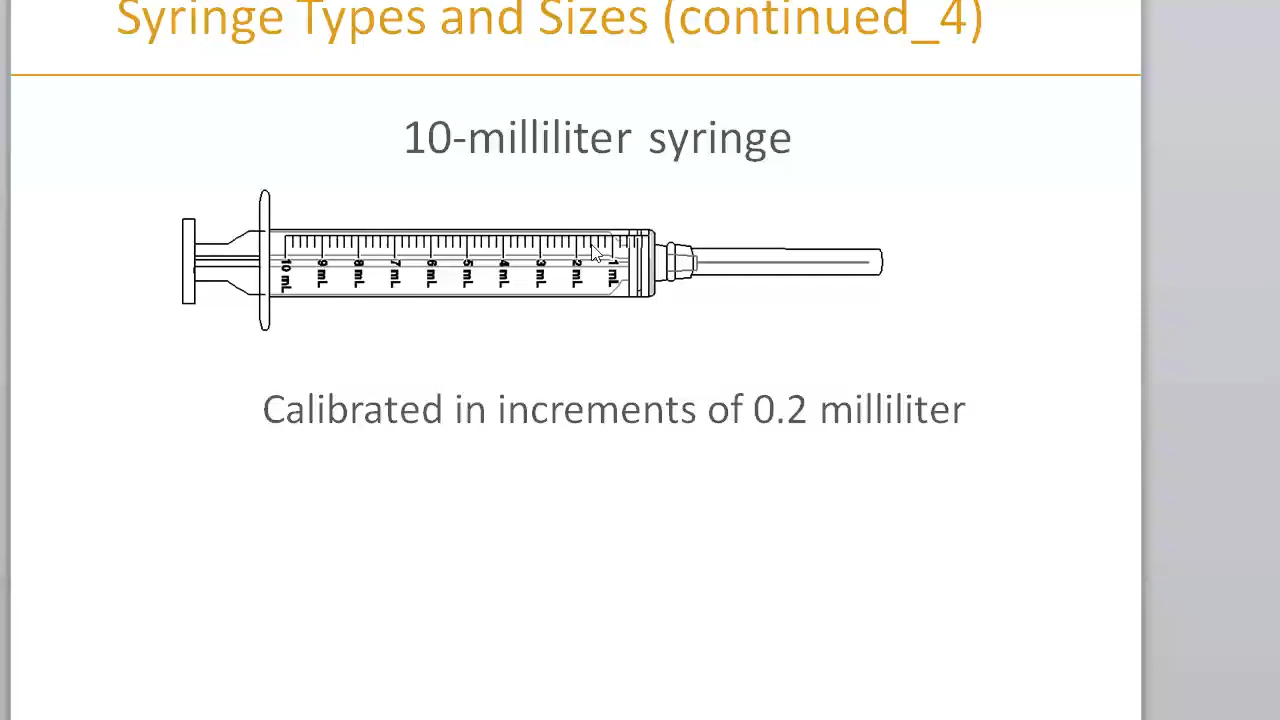 Syringe Types and Sizes (continued_4)
10-milliliter syringe
10 mL 9 mL 8 mL 7 mL 6 mL 5 mL 4 mL 3 mL 2 mL 1 mL
Calibrated in increments of 0.2 milliliter